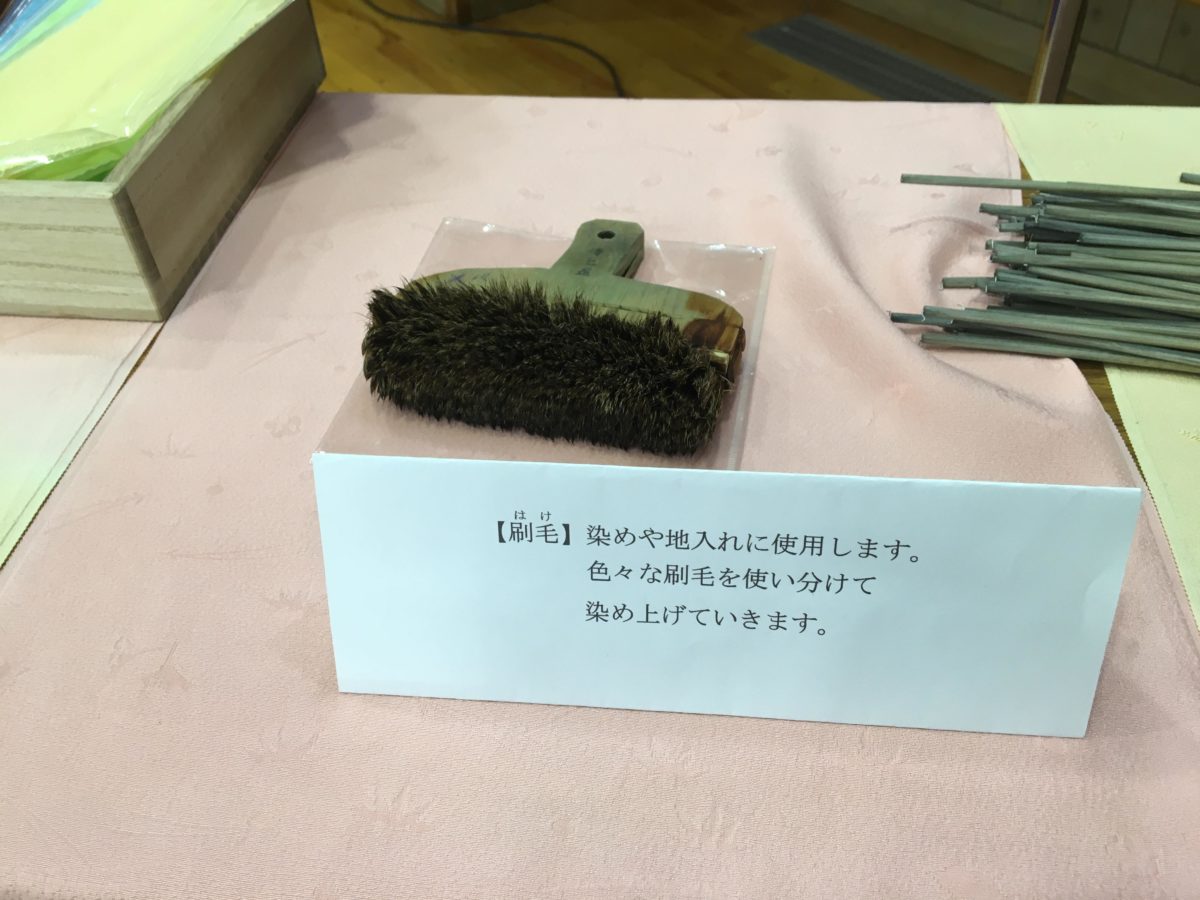 はけ
【刷毛】染めや地入れに使用します。
色々な刷毛を使い分けて
染め上げていきます。